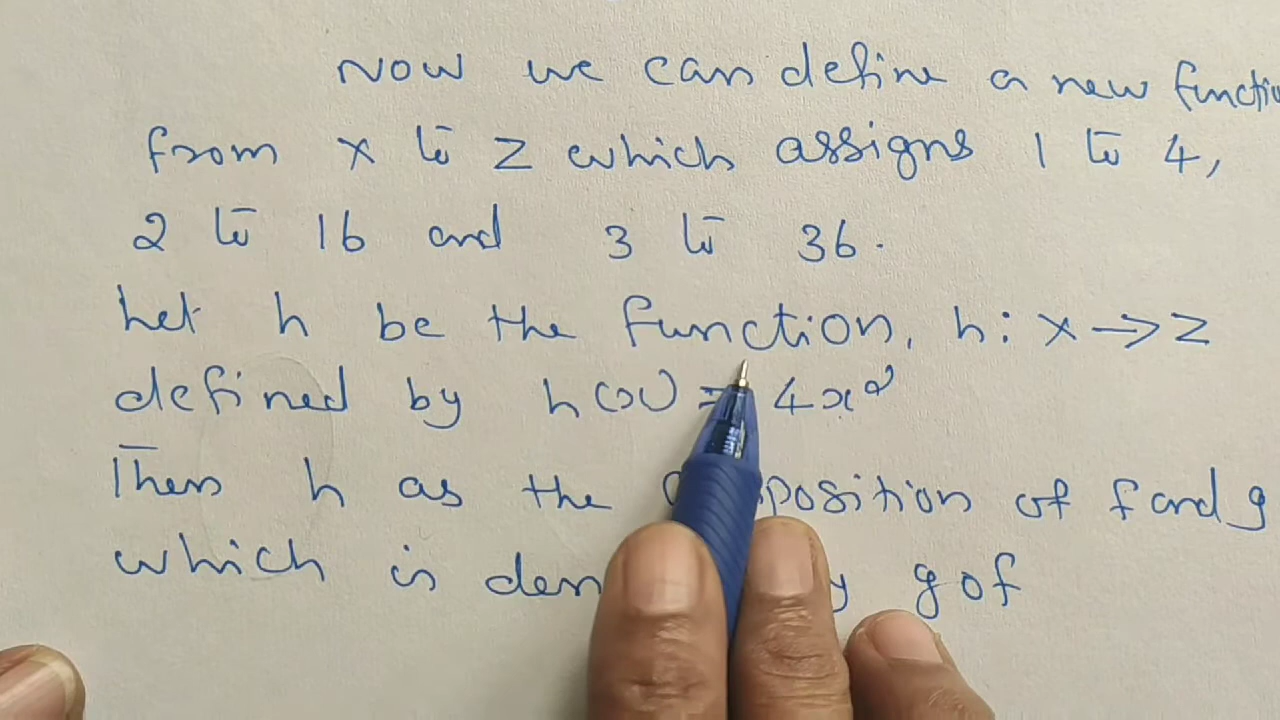 Now we can define a new functio
from x to z which assigns 1 to 4,
2 to 16 and 3 to 36.
Let h be the function, h: x → z
defined by h(x) = 4x²
Then h as the position of f and g
which is den y gof